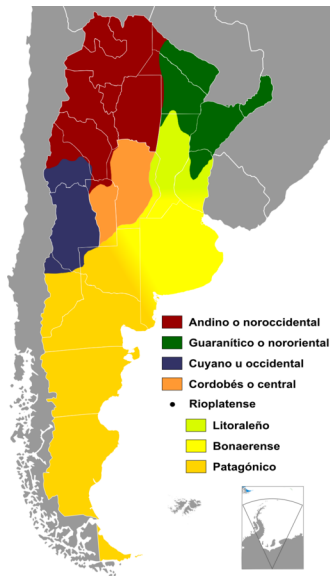 Andino o noroccidental
Guaranítico o nororiental
Cuyano u occidental
Cordobés o central
Rioplatense
Litoraleño
Bonaerense
Patagónico